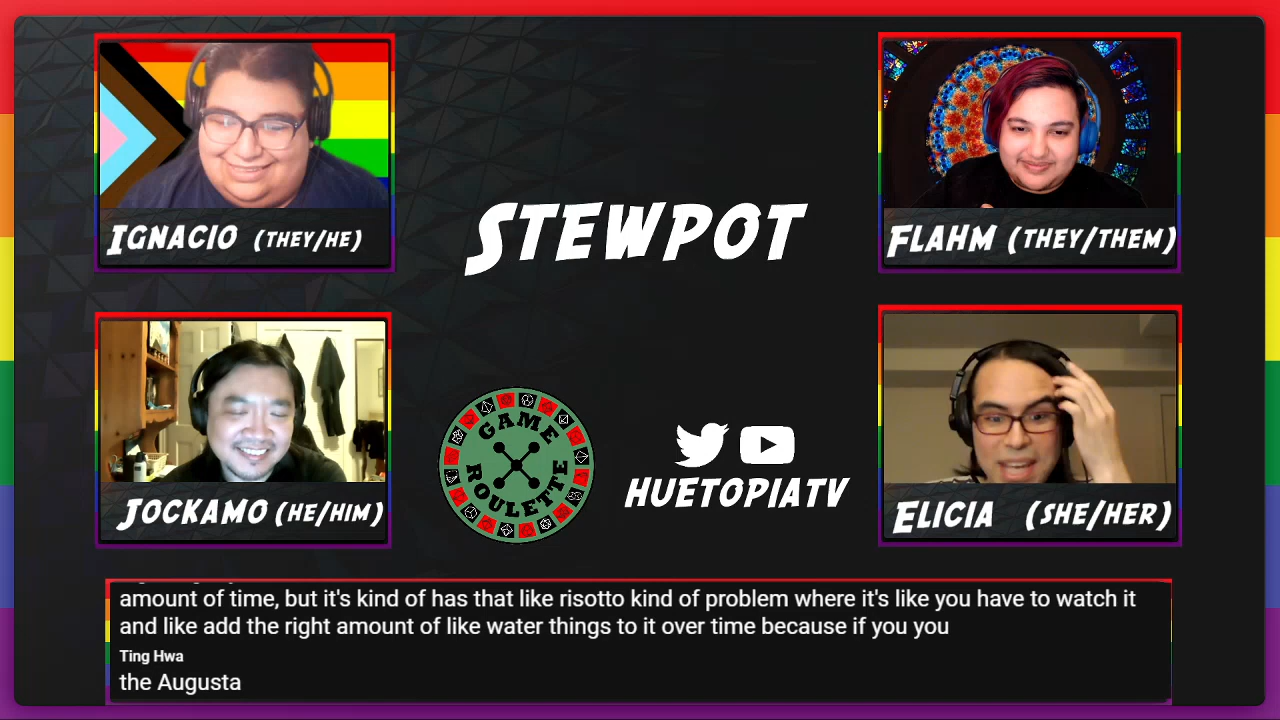 IGNACIO (THEY/HE)
FLAHM (THEY/THEM)
STEWPOT
JOCKAMO (HE/HIM)
GAME
ROULETTE
HUETOPIATV
ELICIA (SHE/HER)
amount of time, but it's kind of has that like risotto kind of problem where it's like you have to watch it
and like add the right amount of like water things to it over time because if you you
Ting Hwa
the Augusta